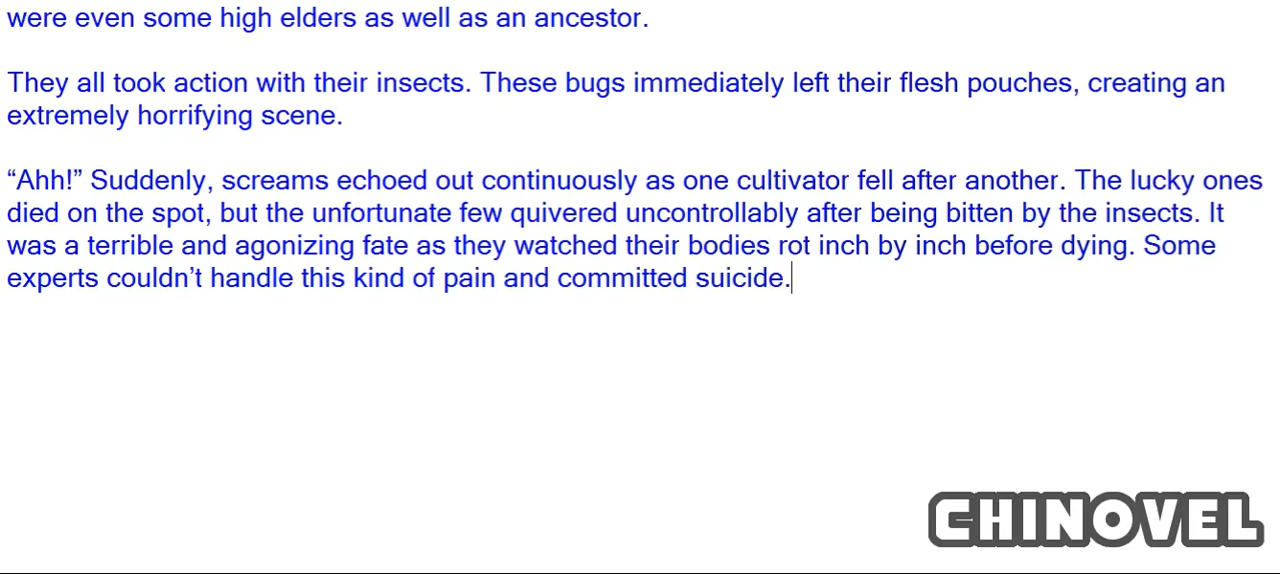 were even some high elders as well as an ancestor.
They all took action with their insects. These bugs immediately left their flesh pouches, creating an
extremely horrifying scene.
“Ahh!” Suddenly, screams echoed out continuously as one cultivator fell after another. The lucky ones
died on the spot, but the unfortunate few quivered uncontrollably after being bitten by the insects. It
was a terrible and agonizing fate as they watched their bodies rot inch by inch before dying. Some
experts couldn’t handle this kind of pain and committed suicide.
CHINOVEL